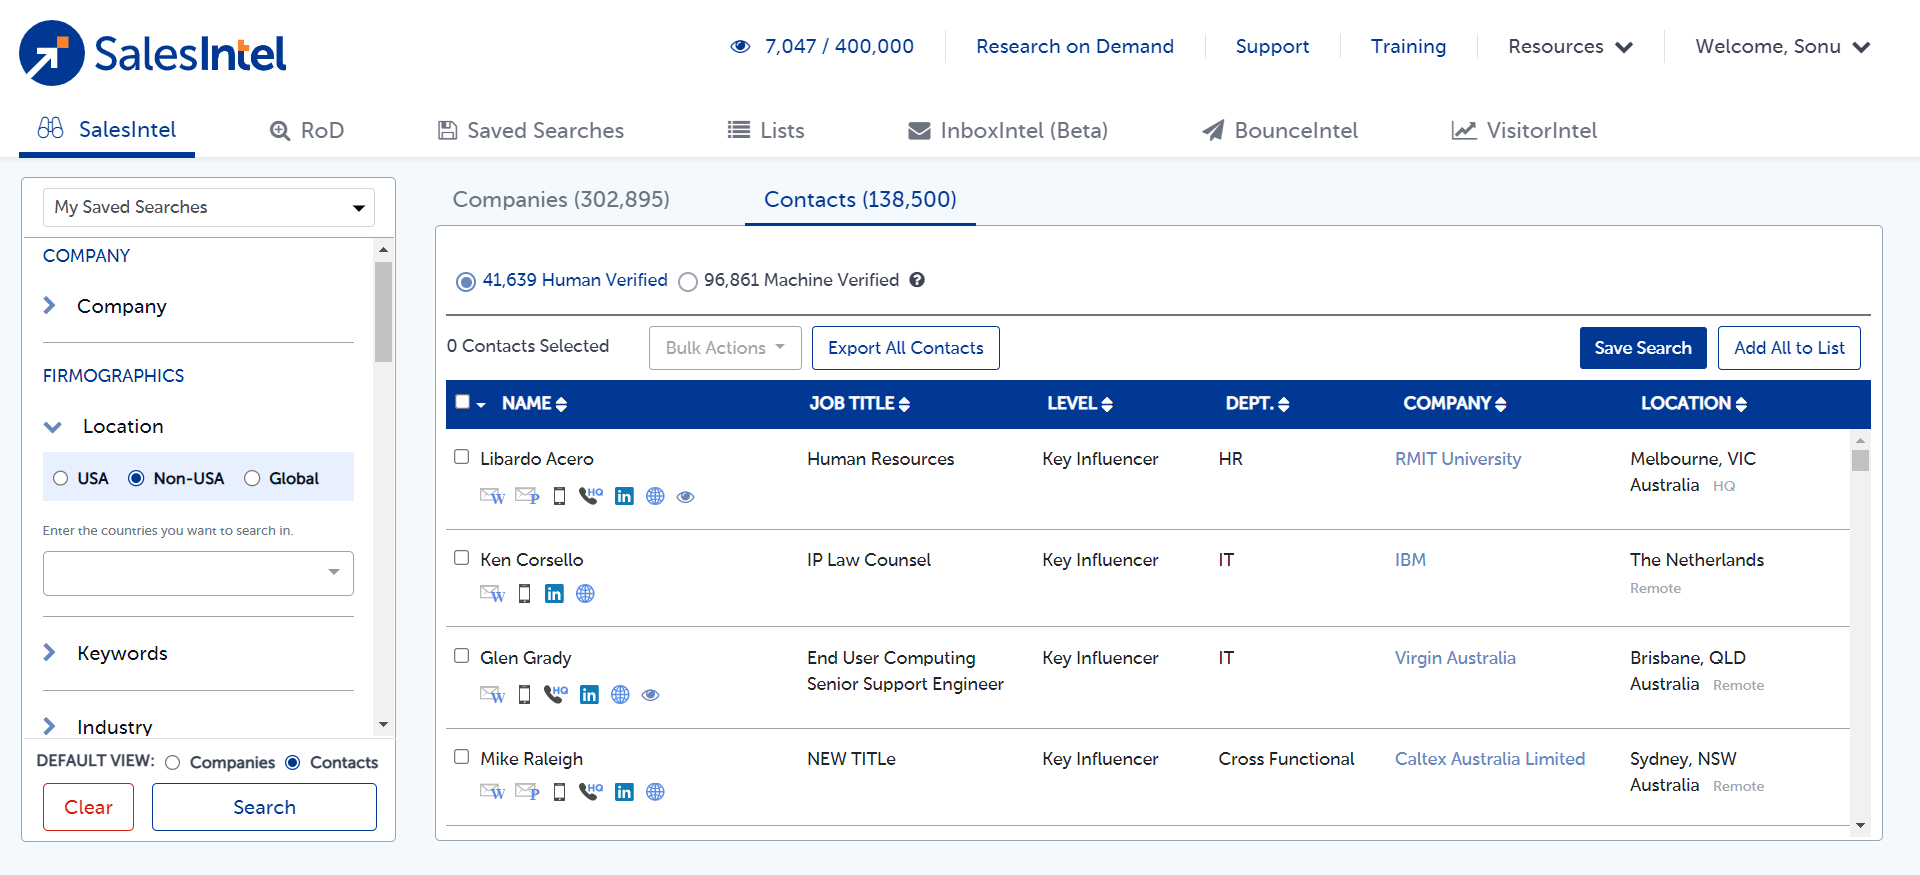 SalesIntel
7,047 / 400,000
Research on Demand
Support
Training
Resources
Welcome, Sonu
SalesIntel
RoD
Saved Searches
Lists
InboxIntel (Beta)
BounceIntel
VisitorIntel
My Saved Searches
COMPANY
Company
FIRMOGRAPHICS
Location
USA
Non-USA
Global
Enter the countries you want to search in.
Keywords
Industry
DEFAULT VIEW: Companies Contacts
Clear
Search
Companies (302,895)
Contacts (138,500)
41,639 Human Verified
96,861 Machine Verified ?
0 Contacts Selected
Bulk Actions
Export All Contacts
Save Search
Add All to List
NAME JOB TITLE LEVEL DEPT. COMPANY LOCATION
Libardo Acero Human Resources Key Influencer HR RMIT University Melbourne, VIC
Australia HQ
W P HQ in
Ken Corsello IP Law Counsel Key Influencer IT IBM The Netherlands
Remote
W in
Glen Grady End User Computing Key Influencer IT Virgin Australia Brisbane, QLD
Senior Support Engineer Australia Remote
W HQ in
Mike Raleigh NEW TITLe Key Influencer Cross Functional Caltex Australia Limited Sydney, NSW
Australia Remote
W P HQ in